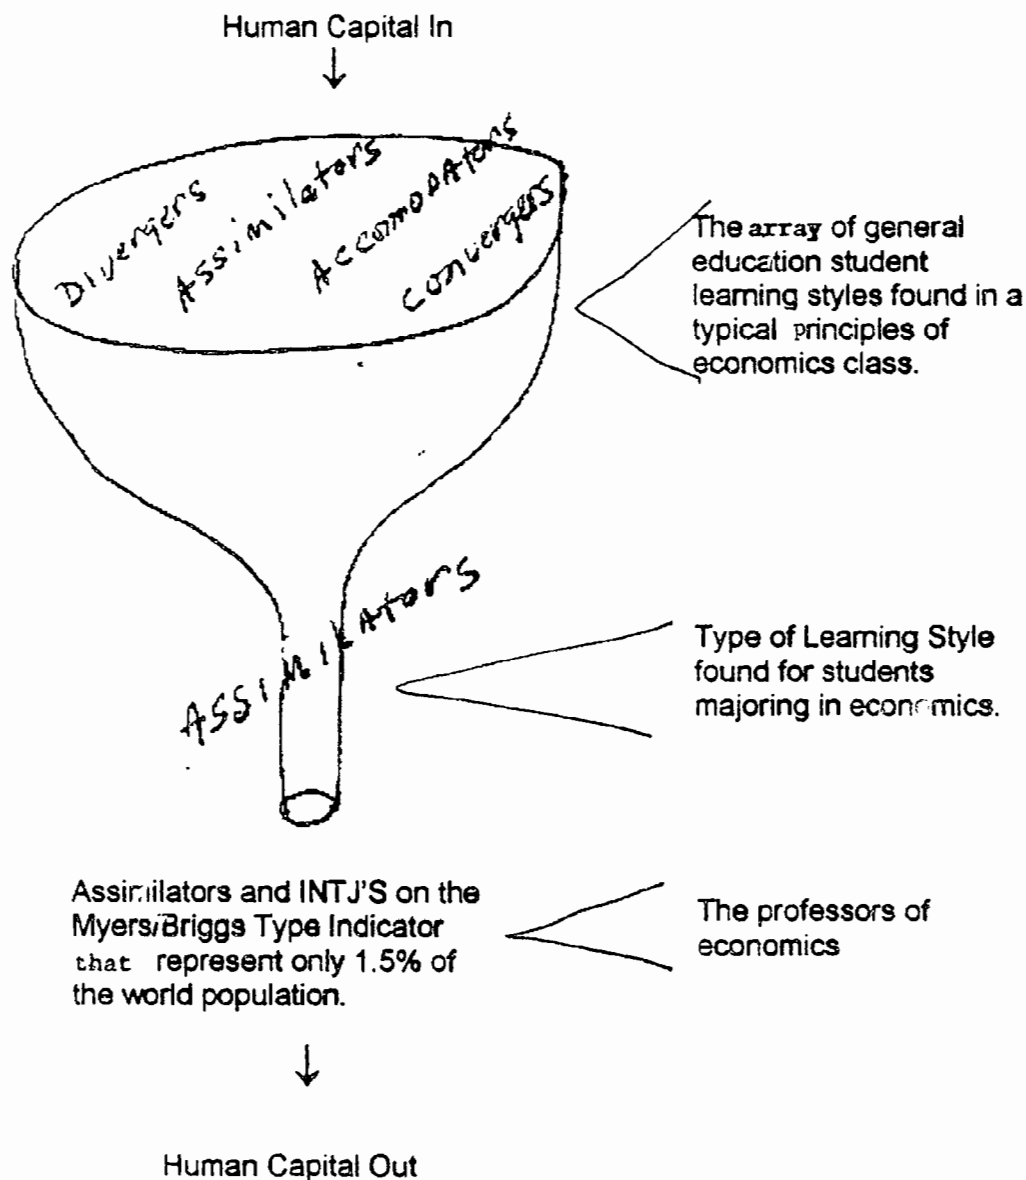 Human Capital In
Divergers
Assimilators
Accomodators
Convergers
The array of general
education student
learning styles found in a
typical principles of
economics class.
Assimilators
Type of Learning Style
found for students
majoring in economics.
Assimilators and INTJ'S on the
Myers/Briggs Type Indicator
that represent only 1.5% of
the world population.
The professors of
economics
Human Capital Out